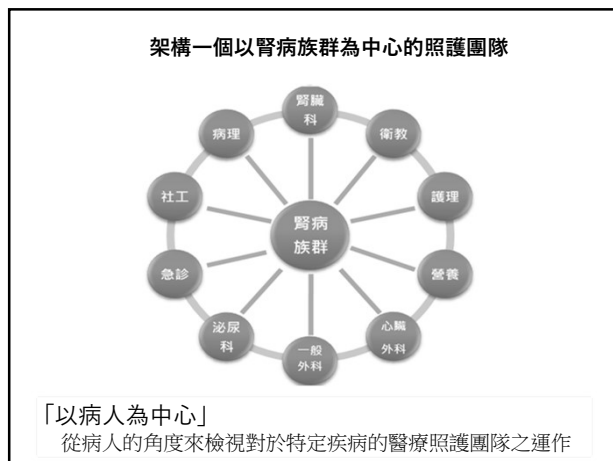 架構一個以腎病族群為中心的照護團隊
腎臟
科
衛教
護理
營養
心臟
外科
一般
外科
泌尿
科
急診
社工
病理
腎病
族群
「以病人為中心」
從病人的角度來檢視對於特定疾病的醫療照護團隊之運作